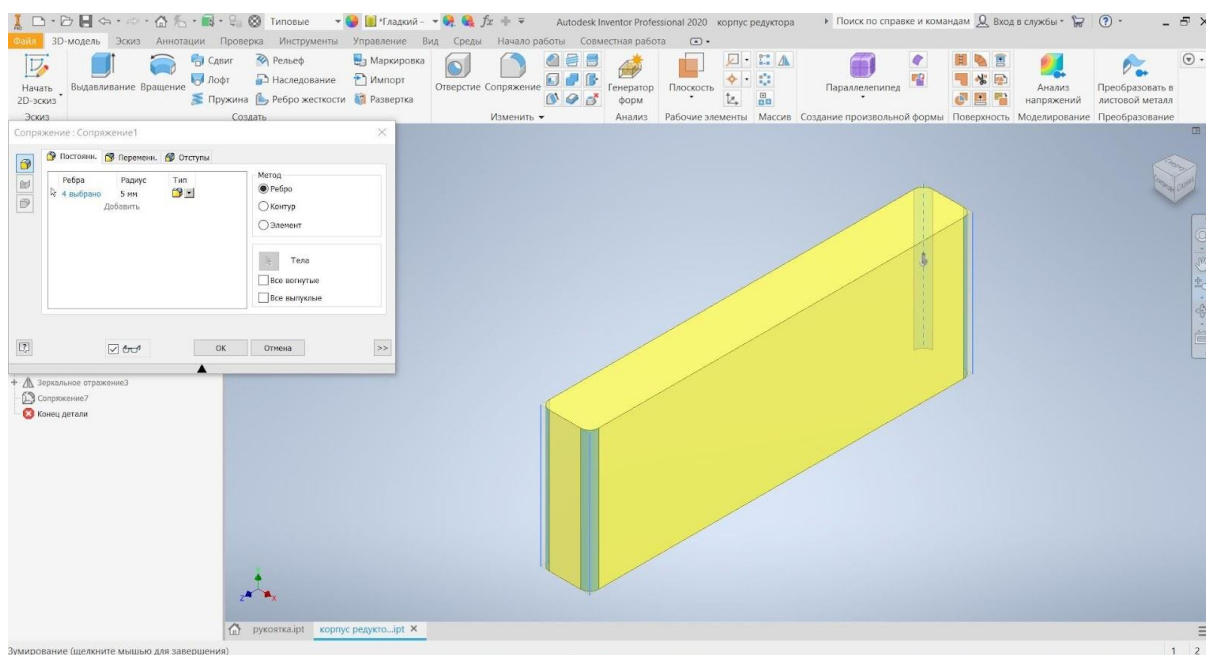 Типовые *Гладкий - fx Autodesk Inventor Professional 2020 корпус редуктора Поиск по справке и командам Вход в службы
Файл 3D-модель Эскиз Аннотации Проверка Инструменты Управление Вид Среды Начало работы Совместная работа
Сдвиг Рельеф Маркировка
Начать Выдавливание Вращение Лофт Наследование Импорт Отверстие Сопряжение Генератор Плоскость Параллелепипед Анализ Преобразовать в
2D-эскиз Пружина Ребро жесткости Развертка форм напряжений листовой металл
Эскиз Создать Изменить Анализ Рабочие элементы Массив Создание произвольной формы Поверхность Моделирование Преобразование
Сопряжение : Сопряжение1
Постоянн. Переменн. Отступы
Ребра Радиус Тип
4 выбрано 5 мм
Добавить
Метод
Ребро
Контур
Элемент
Тела
Все вогнутые
Все выпуклые
ОК Отмена >>
Зеркальное отражение3
Сопряжение7
Конец детали
рукоятка.ipt корпус редукто...ipt
Зумирование (щелкните мышью для завершения) 1 2